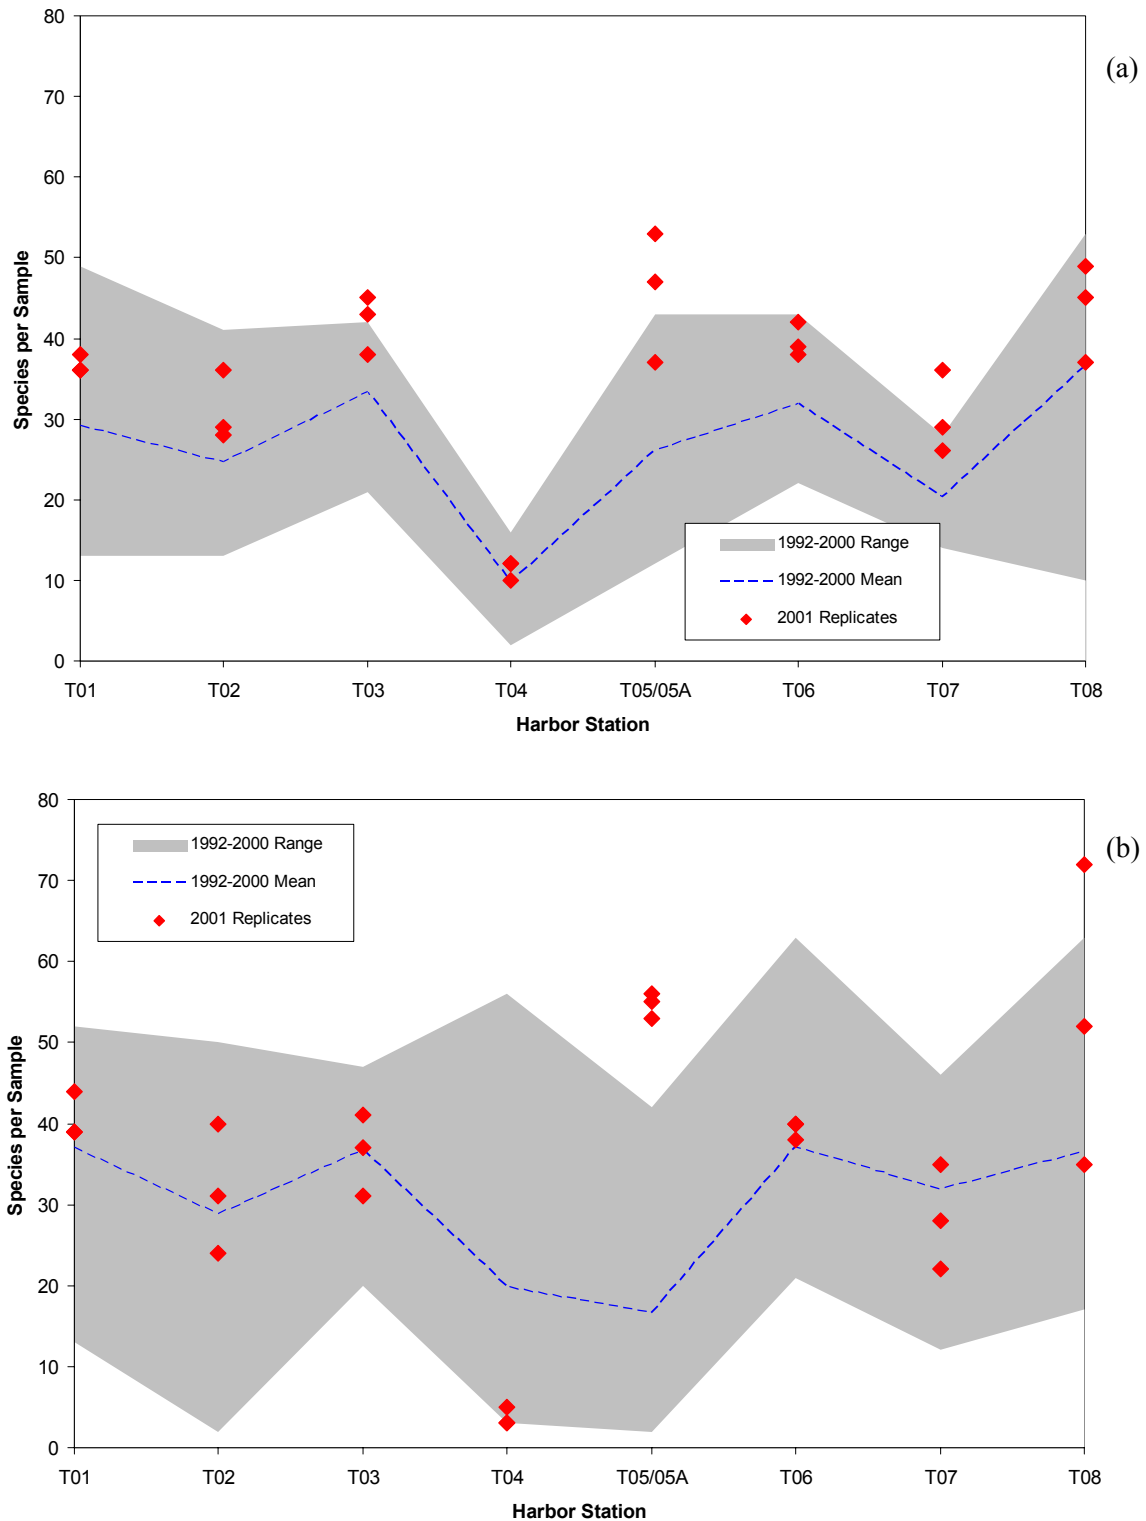 80
(a)
70
60
50
40
30
20
10
0
Species per Sample
1992-2000 Range
1992-2000 Mean
2001 Replicates
T01 T02 T03 T04 T05/05A T06 T07 T08
Harbor Station
80
(b)
70
60
50
40
30
20
10
0
Species per Sample
1992-2000 Range
1992-2000 Mean
2001 Replicates
T01 T02 T03 T04 T05/05A T06 T07 T08
Harbor Station